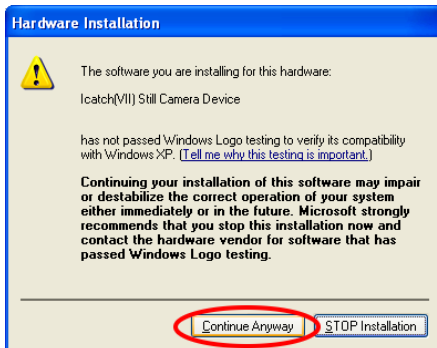 Hardware Installation
The software you are installing for this hardware:
Icatch(VII) Still Camera Device
has not passed Windows Logo testing to verify its compatibility
with Windows XP. (Tell me why this testing is important.)
Continuing your installation of this software may impair
or destabilize the correct operation of your system
either immediately or in the future. Microsoft strongly
recommends that you stop this installation now and
contact the hardware vendor for software that has
passed Windows Logo testing.
Continue Anyway STOP Installation